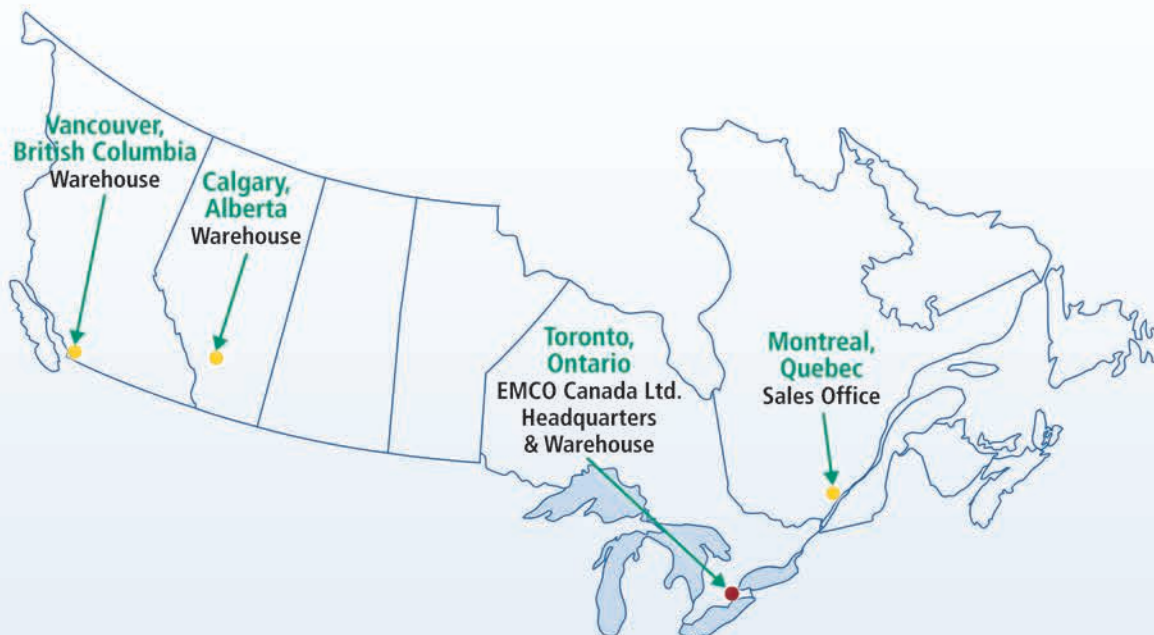 Vancouver,
British Columbia
Warehouse
Calgary,
Alberta
Warehouse
Toronto,
Ontario
EMCO Canada Ltd.
Headquarters
& Warehouse
Montreal,
Quebec
Sales Office